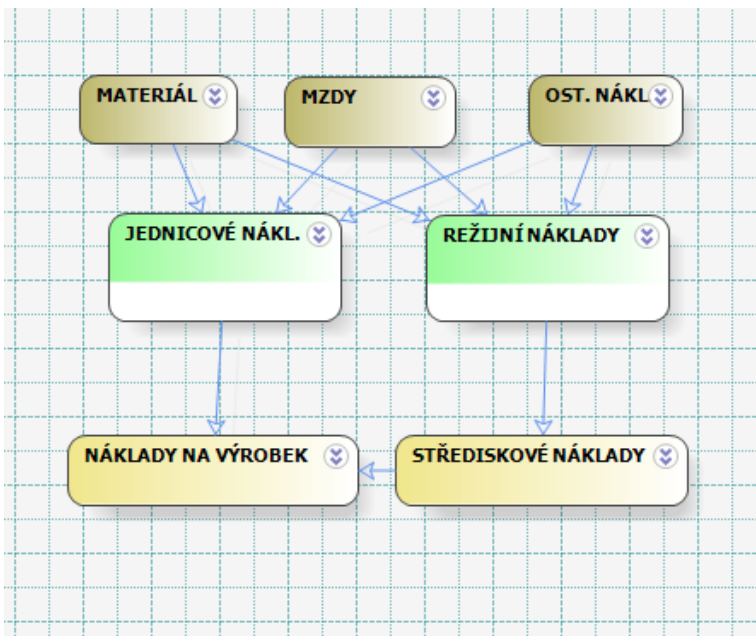 MATERIÁL
MZDY
OST. NÁKL
JEDNICOVÉ NÁKL.
REŽIJNÍ NÁKLADY
NÁKLADY NA VÝROBEK
STŘEDISKOVÉ NÁKLADY